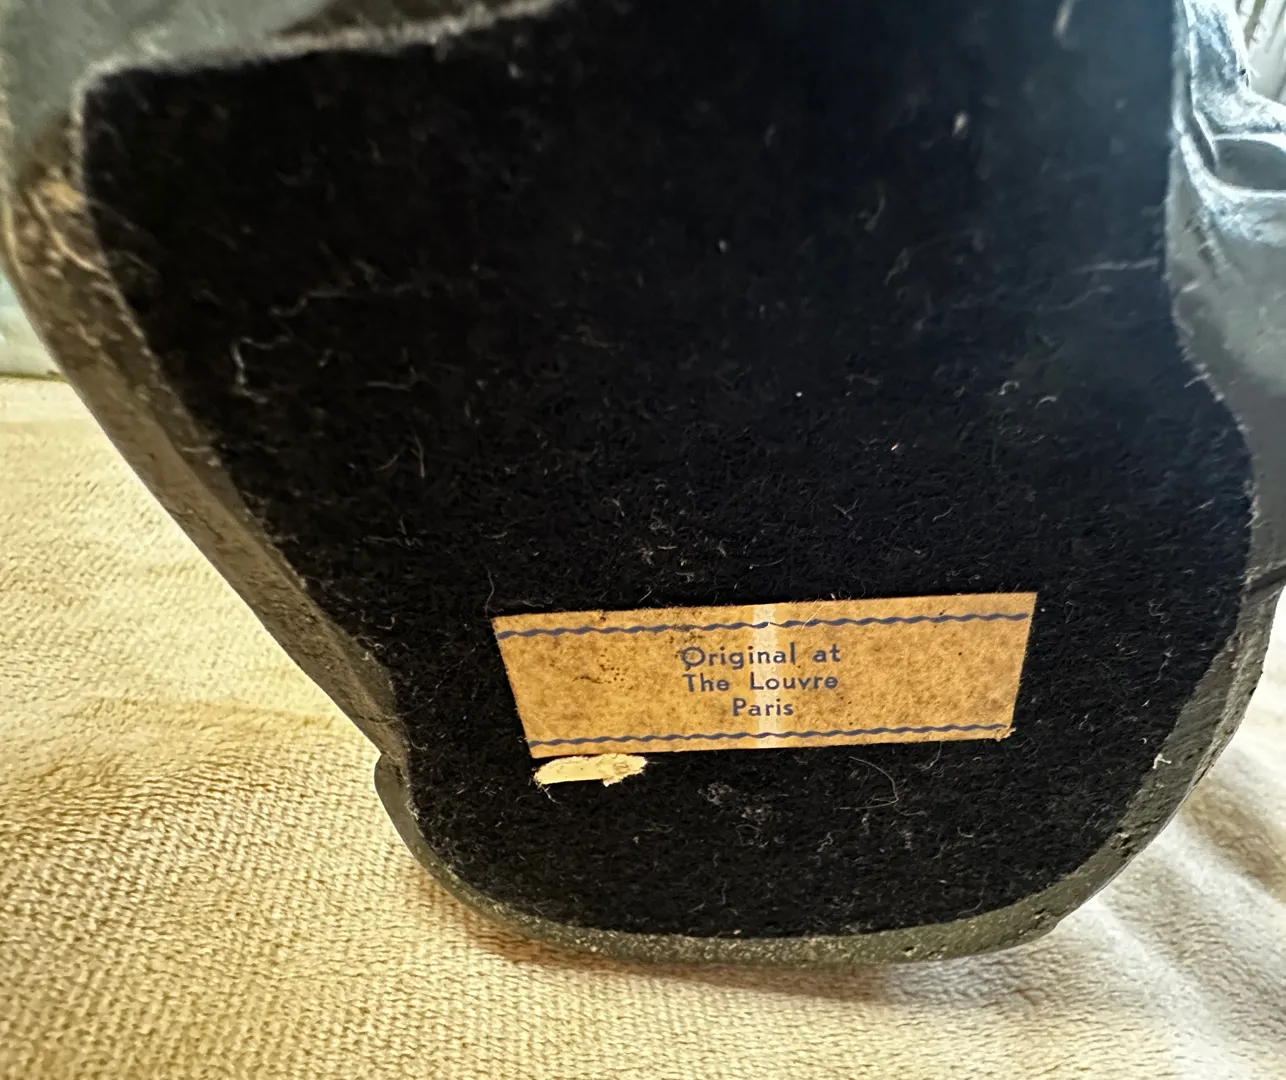 Original at
The Louvre
Paris